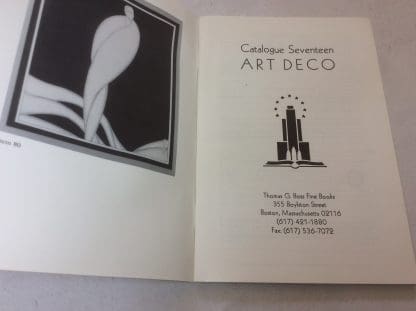 80
Catalogue Seventeen
ART DECO
Thomas G. Boss Fine Books
355 Boylston Street
Boston, Massachusetts 02116
(617) 421-1880
Fax (617) 536-7072